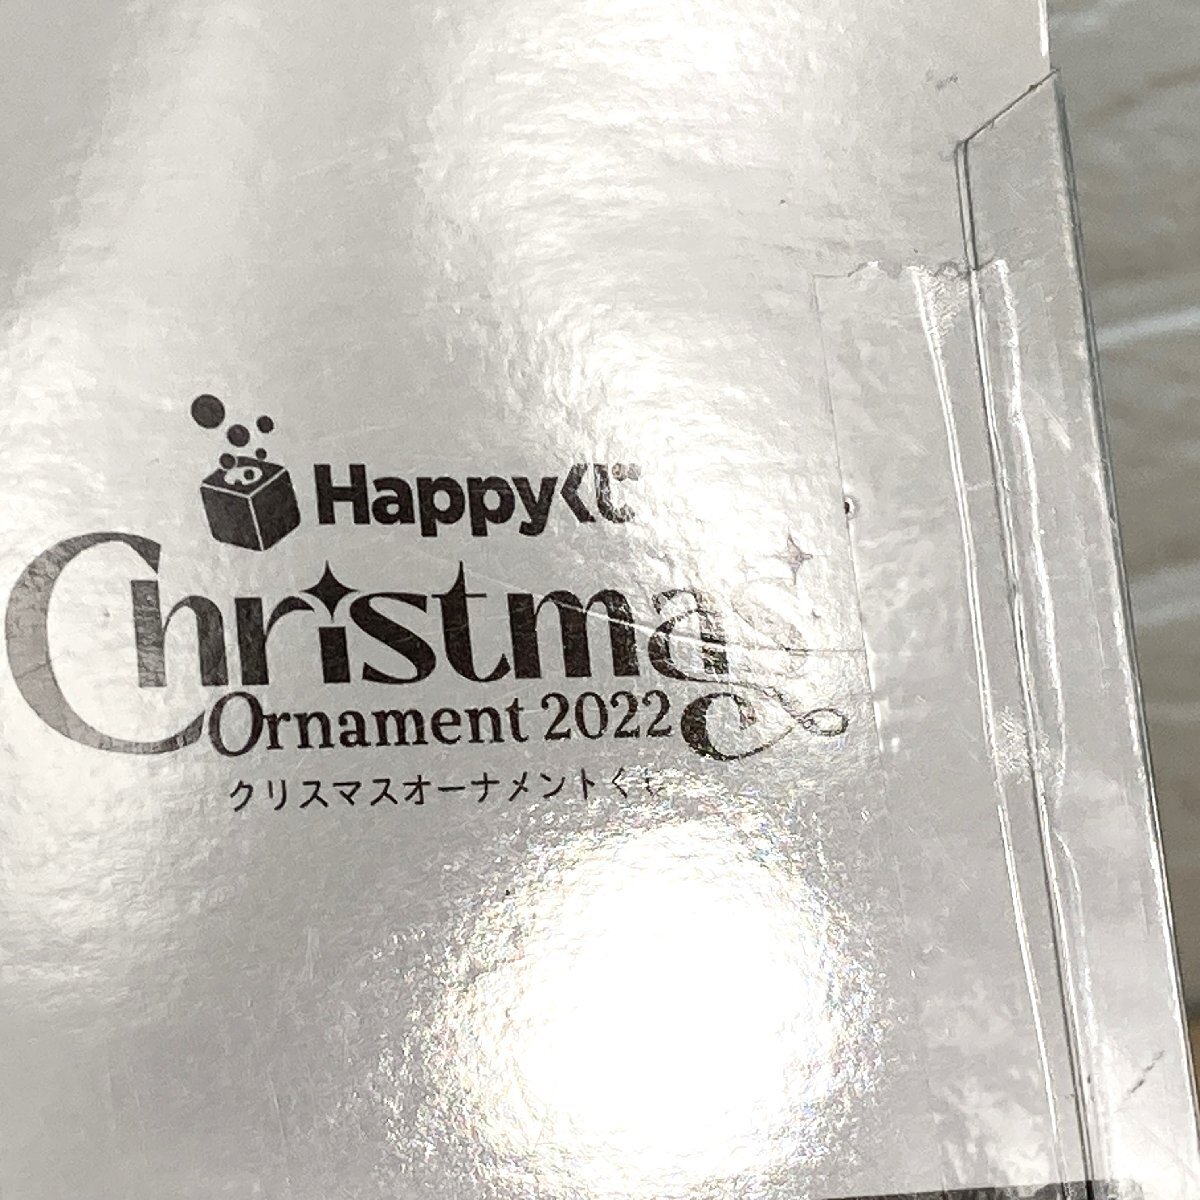 Happyくじ
Christmas
Ornament 2022
クリスマスオーナメントくじ